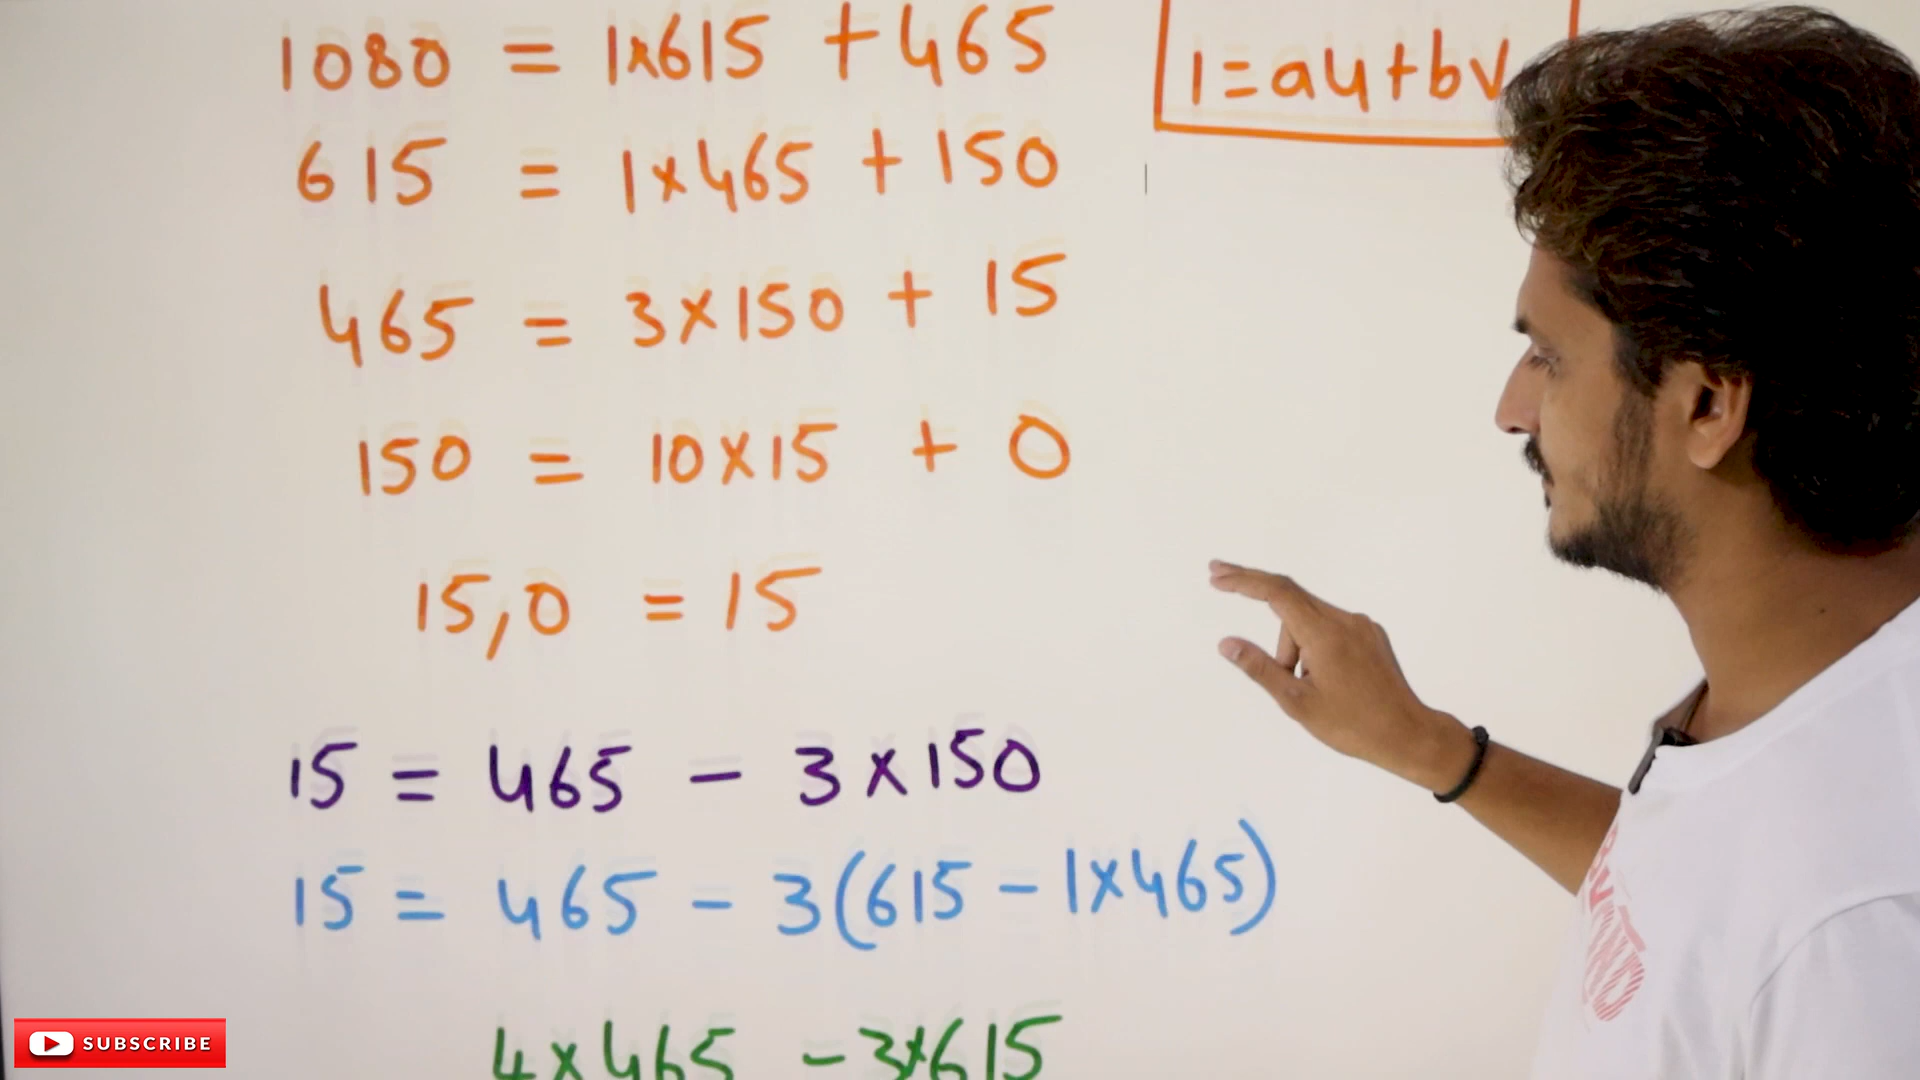 1080 = 1x615 + 465
1=au+bv
615 = 1x465 + 150
465 = 3x150 + 15
150 = 10x15 + 0
15,0 = 15
15 = 465 - 3x150
15 = 465 - 3(615 - 1x465)
4x465 - 3x615
SUBSCRIBE